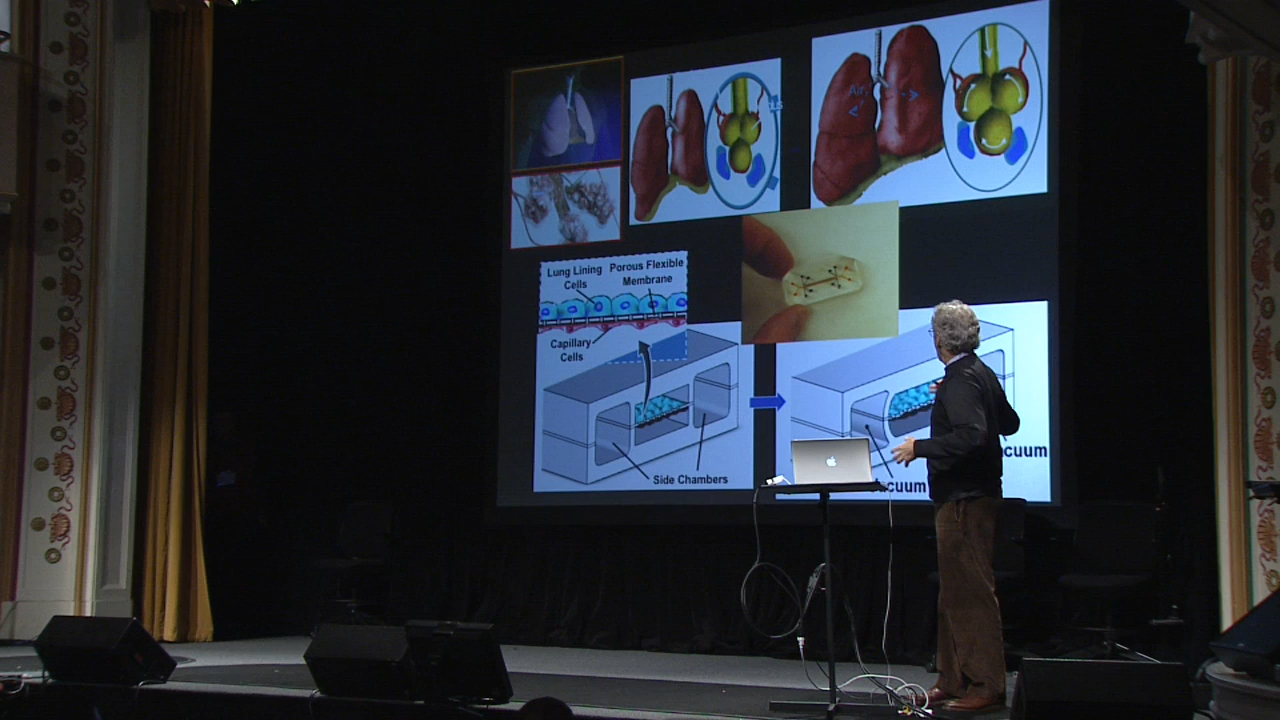 Air
Lung Lining
Cells
Porous Flexible
Membrane
Capillary
Cells
Side Chambers
cuum
cuum